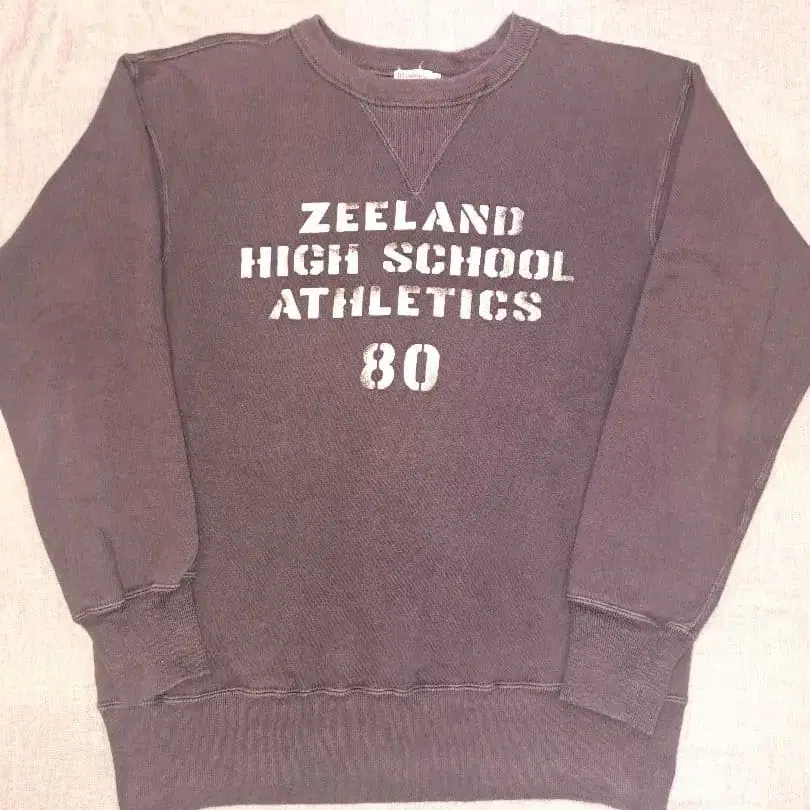 ZEELAND
HIGH SCHOOL
ATHLETICS
80